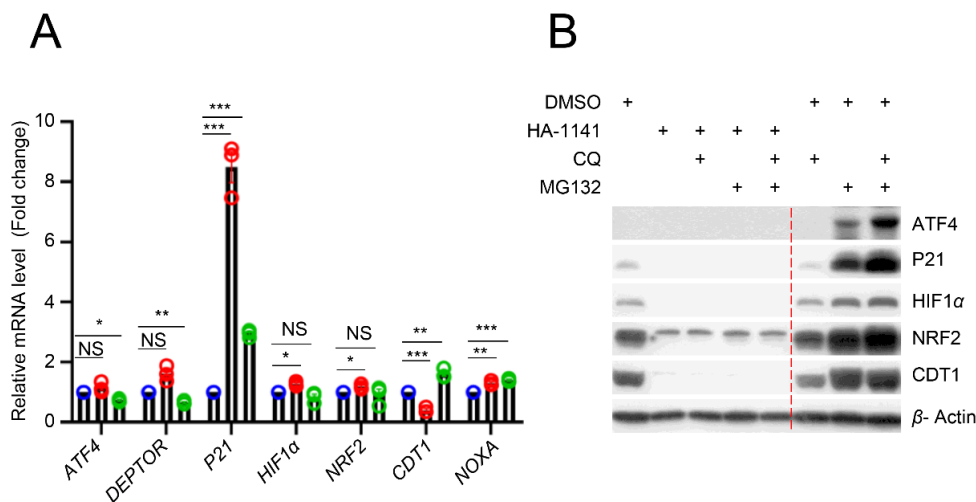 A
B
Relative mRNA level (Fold change)
10
8
6
4
2
0
*
NS
**
NS
***
***
NS
*
NS
*
**
***
***
**
ATF4
DEPTOR
P21
HIF1α
NRF2
CDT1
NOXA
DMSO + + + +
HA-1141 + + + +
CQ + + + +
MG132 + + + +
ATF4
P21
HIF1α
NRF2
CDT1
β- Actin